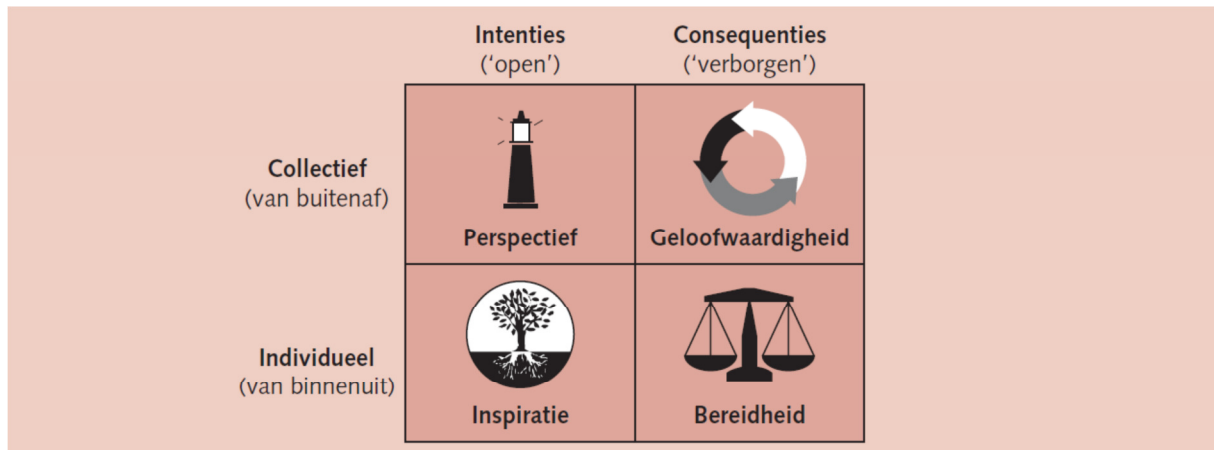 Intenties
('open')
Consequenties
('verborgen')
Collectief
(van buitenaf)
Perspectief
Geloofwaardigheid
Individueel
(van binnenuit)
Inspiratie
Bereidheid